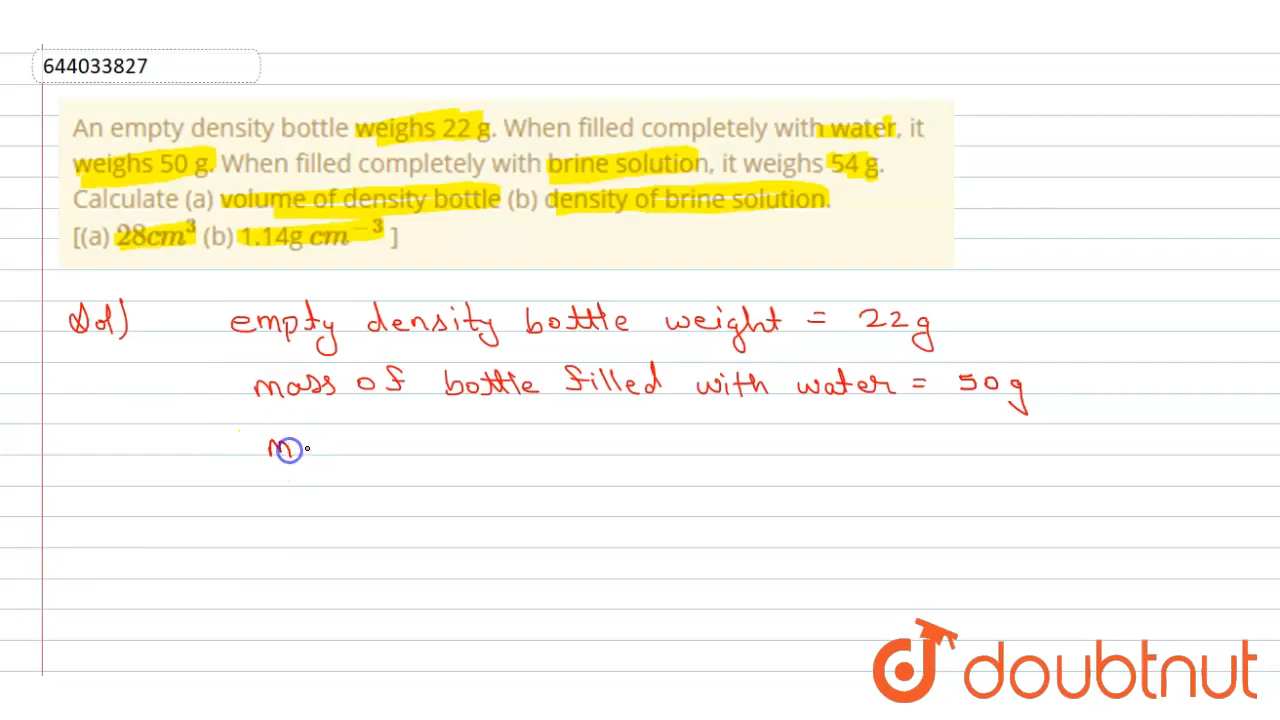 644033827
An empty density bottle weighs 22 g. When filled completely with water, it
weighs 50 g. When filled completely with brine solution, it weighs 54 g.
Calculate (a) volume of density bottle (b) density of brine solution.
[(a) 28cm³ (b) 1.14g cm⁻³ ]
Sol) empty density bottle weight = 22g
mass of bottle filled with water = 50g
m
doubtnut